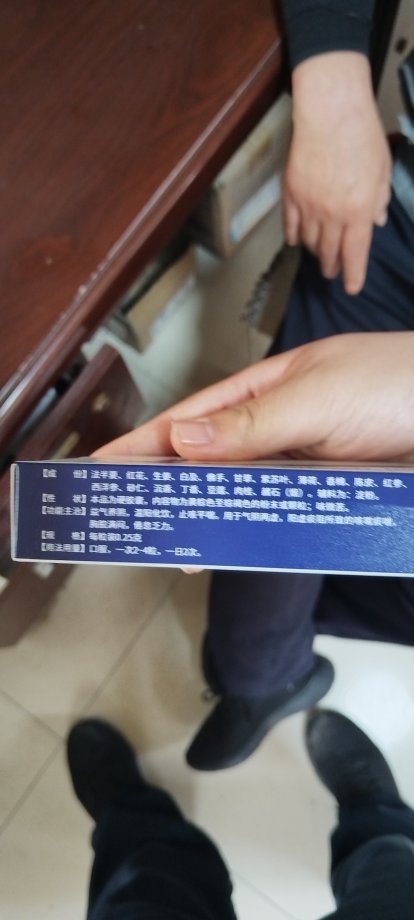 【成　份】法半夏、红花、生姜、白及、佛手、甘草、紫苏叶、薄荷、香橼、陈皮、红参、
西洋参、砂仁、沉香、丁香、豆蔻、肉桂、礞石（煅）。辅料为：淀粉。
【性　状】本品为硬胶囊，内容物为黄棕色至棕褐色的粉末或颗粒；味微苦。
【功能主治】益气养阴，温阳化饮，止咳平喘。用于气阴两虚，阳虚痰阻所致的咳嗽痰喘，
胸脘满闷，倦怠乏力。
【规　格】每粒装0.25克
【用法用量】口服，一次2~4粒，一日2次。